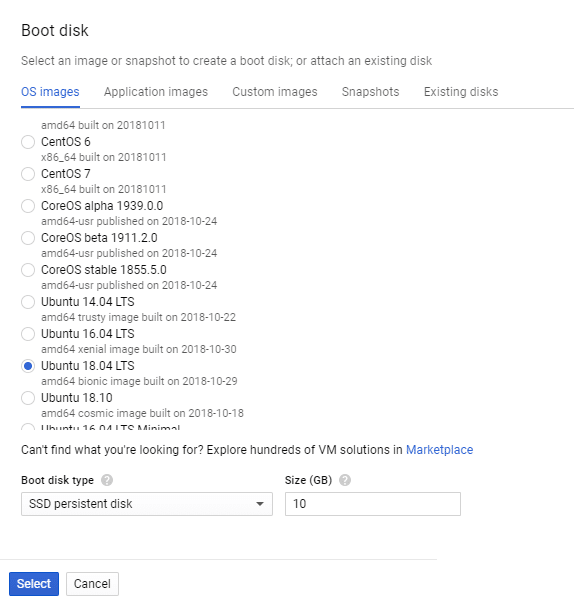 Boot disk
Select an image or snapshot to create a boot disk; or attach an existing disk
OS images Application images Custom images Snapshots Existing disks
amd64 built on 20181011
CentOS 6
x86_64 built on 20181011
CentOS 7
x86_64 built on 20181011
CoreOS alpha 1939.0.0
amd64-usr published on 2018-10-24
CoreOS beta 1911.2.0
amd64-usr published on 2018-10-24
CoreOS stable 1855.5.0
amd64-usr published on 2018-10-24
Ubuntu 14.04 LTS
amd64 trusty image built on 2018-10-22
Ubuntu 16.04 LTS
amd64 xenial image built on 2018-10-30
Ubuntu 18.04 LTS
amd64 bionic image built on 2018-10-29
Ubuntu 18.10
amd64 cosmic image built on 2018-10-18
Ubuntu 16.04 LTS Minimal
Can't find what you're looking for? Explore hundreds of VM solutions in Marketplace
Boot disk type ? Size (GB) ?
SSD persistent disk 10
Select Cancel